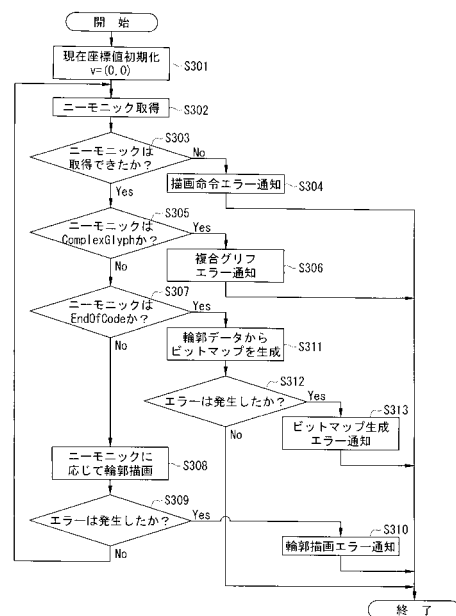 開 始
現在座標値初期化
v=(0.0)
S301
ニーモニック取得
S302
S303
ニーモニックは
取得できたか?
No
Yes
描画命令エラー通知
S304
S305
ニーモニックは
ComplexGlyphか?
Yes
No
複合グリフ
エラー通知
S306
S307
ニーモニックは
EndOfCodeか?
Yes
No
輪郭データから
ビットマップを生成
S311
S312
エラーは発生したか?
Yes
No
S313
ビットマップ生成
エラー通知
ニーモニックに
応じて輪郭描画
S308
S309
エラーは発生したか?
Yes
No
S310
輪郭描画エラー通知
終 了